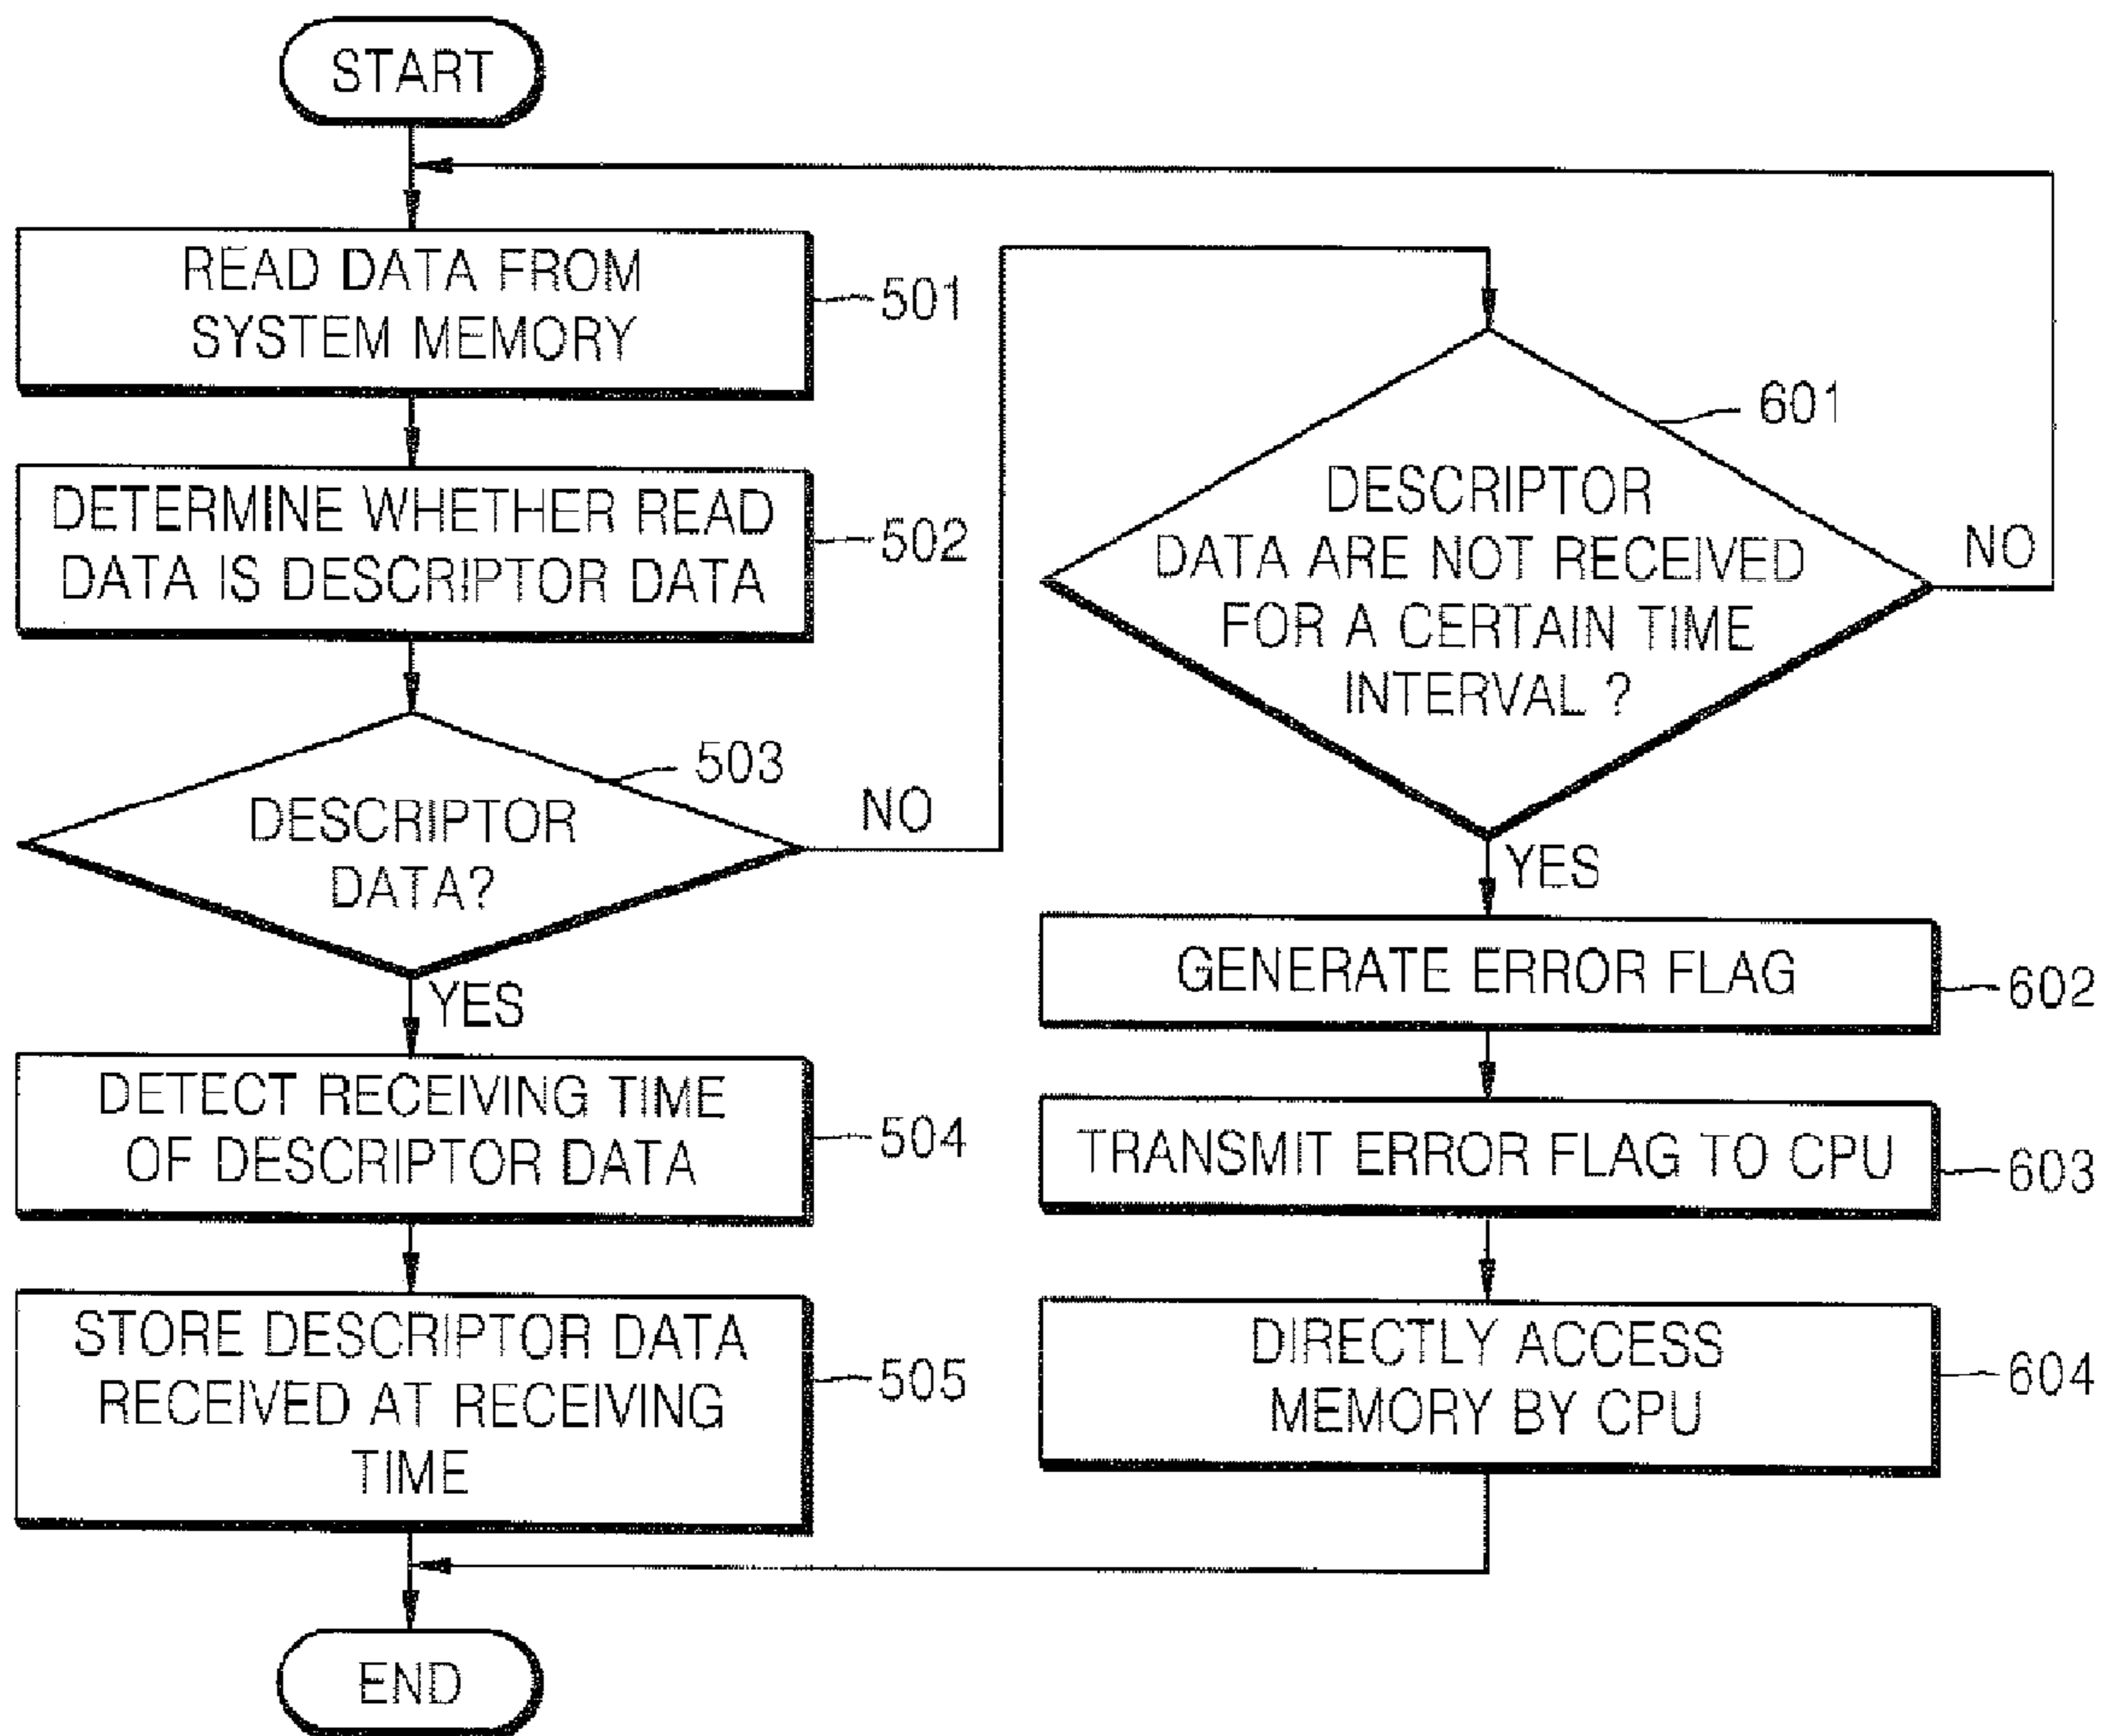 START
READ DATA FROM
SYSTEM MEMORY
501
DETERMINE WHETHER READ
DATA IS DESCRIPTOR DATA
502
503
DESCRIPTOR
DATA?
NO
YES
DETECT RECEIVING TIME
OF DESCRIPTOR DATA
504
STORE DESCRIPTOR DATA
RECEIVED AT RECEIVING
TIME
505
END
601
DESCRIPTOR
DATA ARE NOT RECEIVED
FOR A CERTAIN TIME
INTERVAL ?
NO
YES
GENERATE ERROR FLAG
602
TRANSMIT ERROR FLAG TO CPU
603
DIRECTLY ACCESS
MEMORY BY CPU
604